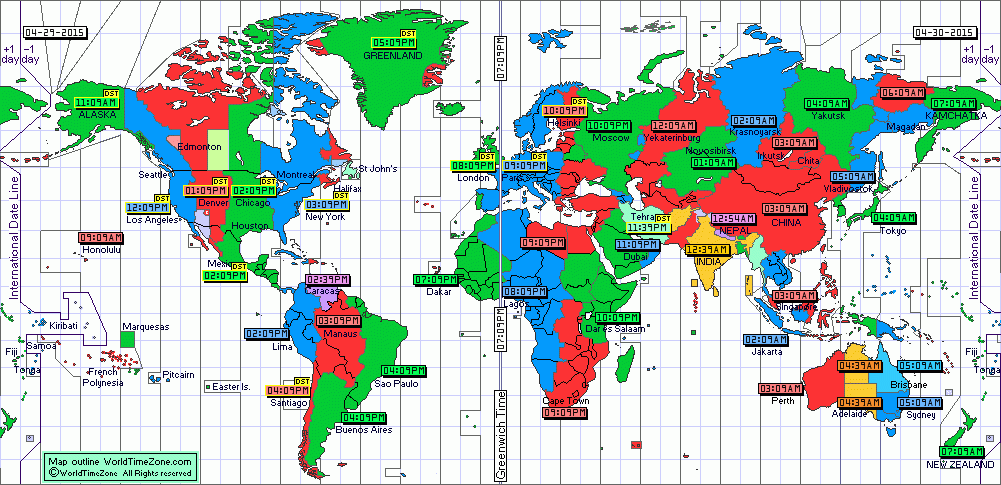 04-29-2015
04-30-2015
+1 −1
day day
+1 −1
day day
DST
05:09PM
GREENLAND
07:09PM
DST
11:09AM
ALASKA
DST
10:09PM
Helsinki
10:09PM
Moscow
12:09AM
Yekaterinburg
02:09AM
Krasnojarsk
04:09AM
Yakutsk
06:09AM
Magadan
07:09AM
KAMCHATKA
Edmonton
Seattle
Montreal
St John's
Halifax
DST
08:09PM
London
DST
09:09PM
Paris
Novosibirsk
01:09AM
03:09AM
Irkutsk
Chita
05:09AM
Vladivostok
DST
01:09PM
Denver
DST
02:09PM
Chicago
DST
03:09PM
New York
DST
12:09PM
Los Angeles
Houston
International Date Line
09:09AM
Honolulu
Mexico
DST
02:09PM
Tehran
DST
11:39PM
12:54AM
NEPAL
03:09AM
CHINA
04:09AM
Tokyo
09:09PM
11:09PM
Dubai
12:39AM
INDIA
02:39PM
Caracas
07:09PM
Dakar
08:09PM
Lagos
03:09AM
Singapore
International Date Line
Kiribati
Marquesas
Samoa
Fiji
Tonga
French
Polynesia
Pitcairn
Easter Is.
02:09PM
Lima
03:09PM
Manaus
04:09PM
Sao Paulo
DST
04:09PM
Santiago
04:09PM
Buenos Aires
07:09PM
Greenwich Time
10:09PM
Dar es Salaam
Cape Town
09:09PM
02:09AM
Jakarta
03:09AM
Perth
04:39AM
05:09AM
Brisbane
04:39AM
Adelaide
05:09AM
Sydney
Fiji
Tonga
07:09AM
NEW ZEALAND
Map outline WorldTimeZone.com
©WorldTimeZone All Rights reserved